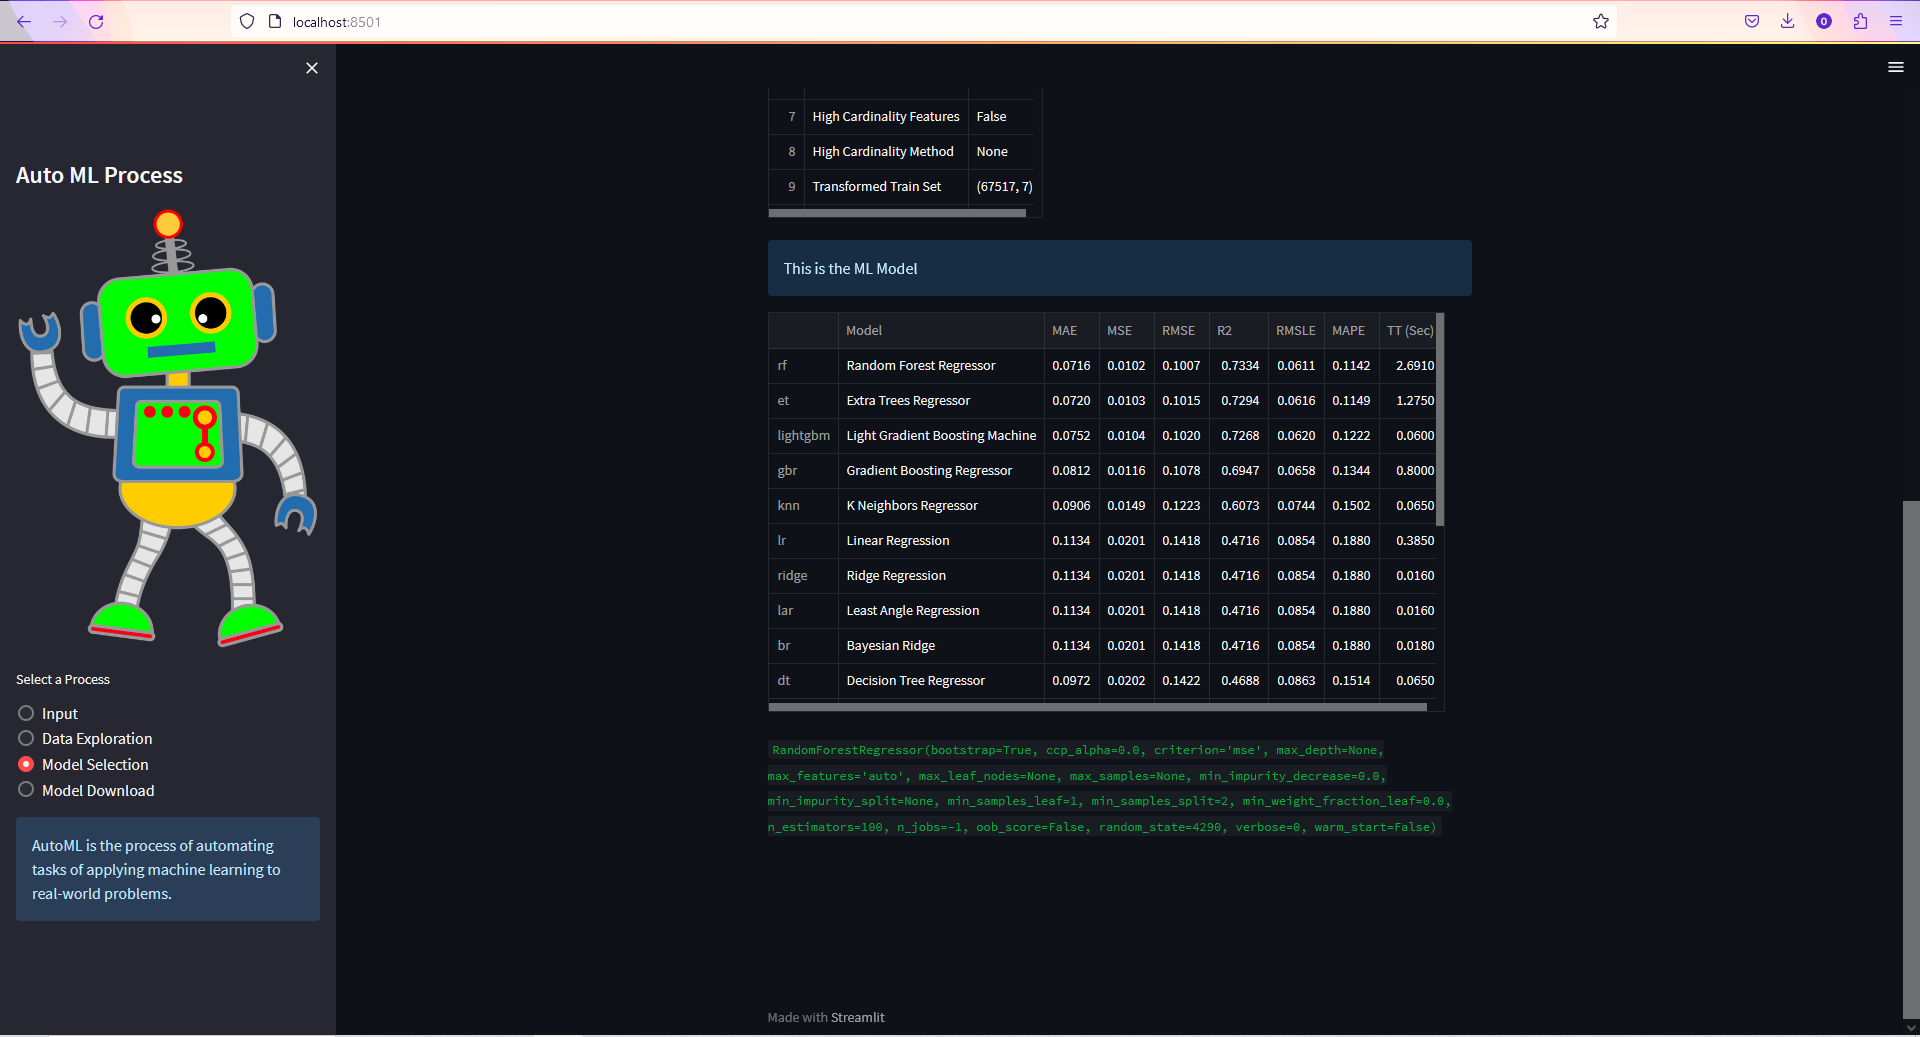 localhost:8501
0
Auto ML Process
Select a Process
Input
Data Exploration
Model Selection
Model Download
AutoML is the process of automating
tasks of applying machine learning to
real-world problems.
7 High Cardinality Features False
8 High Cardinality Method None
9 Transformed Train Set (67517, 7)
This is the ML Model
Model MAE MSE RMSE R2 RMSLE MAPE TT (Sec)
rf Random Forest Regressor 0.0716 0.0102 0.1007 0.7334 0.0611 0.1142 2.6910
et Extra Trees Regressor 0.0720 0.0103 0.1015 0.7294 0.0616 0.1149 1.2750
lightgbm Light Gradient Boosting Machine 0.0752 0.0104 0.1020 0.7268 0.0620 0.1222 0.0600
gbr Gradient Boosting Regressor 0.0812 0.0116 0.1078 0.6947 0.0658 0.1344 0.8000
knn K Neighbors Regressor 0.0906 0.0149 0.1223 0.6073 0.0744 0.1502 0.0650
lr Linear Regression 0.1134 0.0201 0.1418 0.4716 0.0854 0.1880 0.3850
ridge Ridge Regression 0.1134 0.0201 0.1418 0.4716 0.0854 0.1880 0.0160
lar Least Angle Regression 0.1134 0.0201 0.1418 0.4716 0.0854 0.1880 0.0160
br Bayesian Ridge 0.1134 0.0201 0.1418 0.4716 0.0854 0.1880 0.0180
dt Decision Tree Regressor 0.0972 0.0202 0.1422 0.4688 0.0863 0.1514 0.0650
RandomForestRegressor(bootstrap=True, ccp_alpha=0.0, criterion='mse', max_depth=None,
max_features='auto', max_leaf_nodes=None, max_samples=None, min_impurity_decrease=0.0,
min_impurity_split=None, min_samples_leaf=1, min_samples_split=2, min_weight_fraction_leaf=0.0,
n_estimators=100, n_jobs=-1, oob_score=False, random_state=4290, verbose=0, warm_start=False)
Made with Streamlit